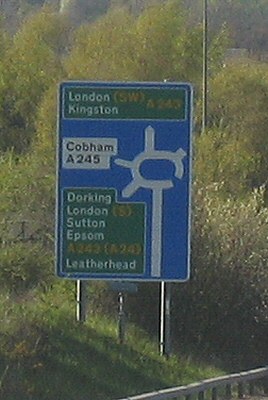 London (SW) A243
Kingston
Cobham
A245
Dorking
London (S)
Sutton
Epsom
A243 (A24)
Leatherhead